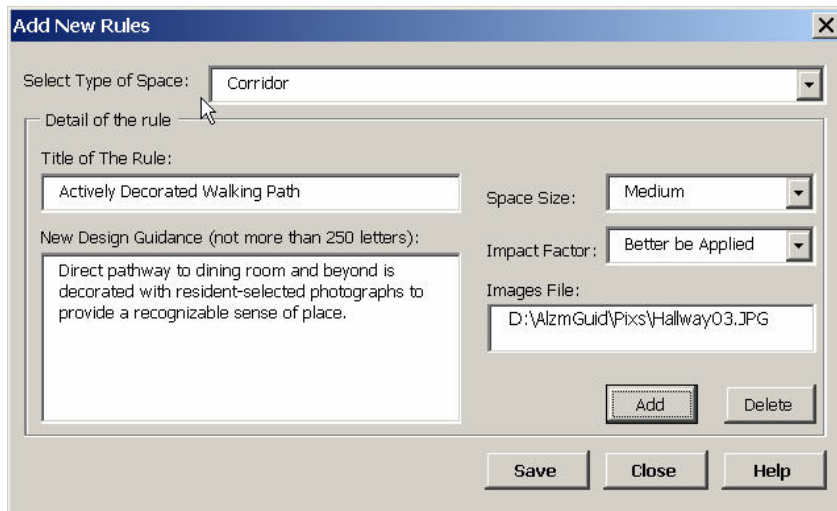 Add New Rules
Select Type of Space: Corridor
Detail of the rule
Title of The Rule:
Actively Decorated Walking Path
Space Size: Medium
New Design Guidance (not more than 250 letters):
Impact Factor: Better be Applied
Direct pathway to dining room and beyond is
decorated with resident-selected photographs to
provide a recognizable sense of place.
Images File:
D:\AlzmGuid\Pixs\Hallway03.JPG
Add Delete
Save Close Help